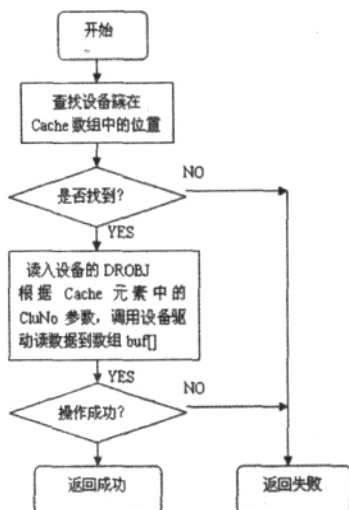 开始
查找设备簇在
Cache 数组中的位置
是否找到?
NO
YES
读入设备的 DROBJ
根据 Cache 元素中的
CluNo 参数，调用设备驱
动读数据到数组 buf[]
YES
NO
操作成功?
返回成功
返回失败